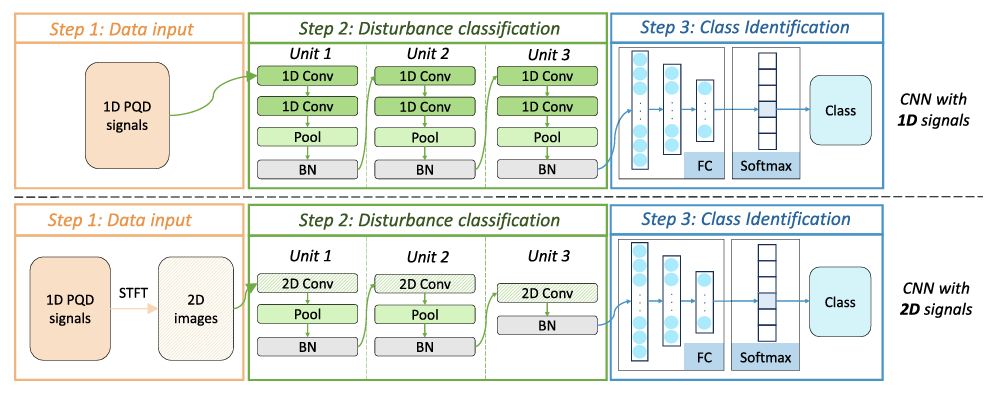 Step 1: Data input
Step 2: Disturbance classification
Step 3: Class Identification
Unit 1
Unit 2
Unit 3
1D PQD
signals
1D Conv
1D Conv
Pool
BN
1D Conv
1D Conv
Pool
BN
1D Conv
1D Conv
Pool
BN
FC
Softmax
Class
CNN with
1D signals
Step 1: Data input
Step 2: Disturbance classification
Step 3: Class Identification
Unit 1
Unit 2
Unit 3
1D PQD
signals
STFT
2D
images
2D Conv
Pool
BN
2D Conv
Pool
BN
2D Conv
BN
FC
Softmax
Class
CNN with
2D signals